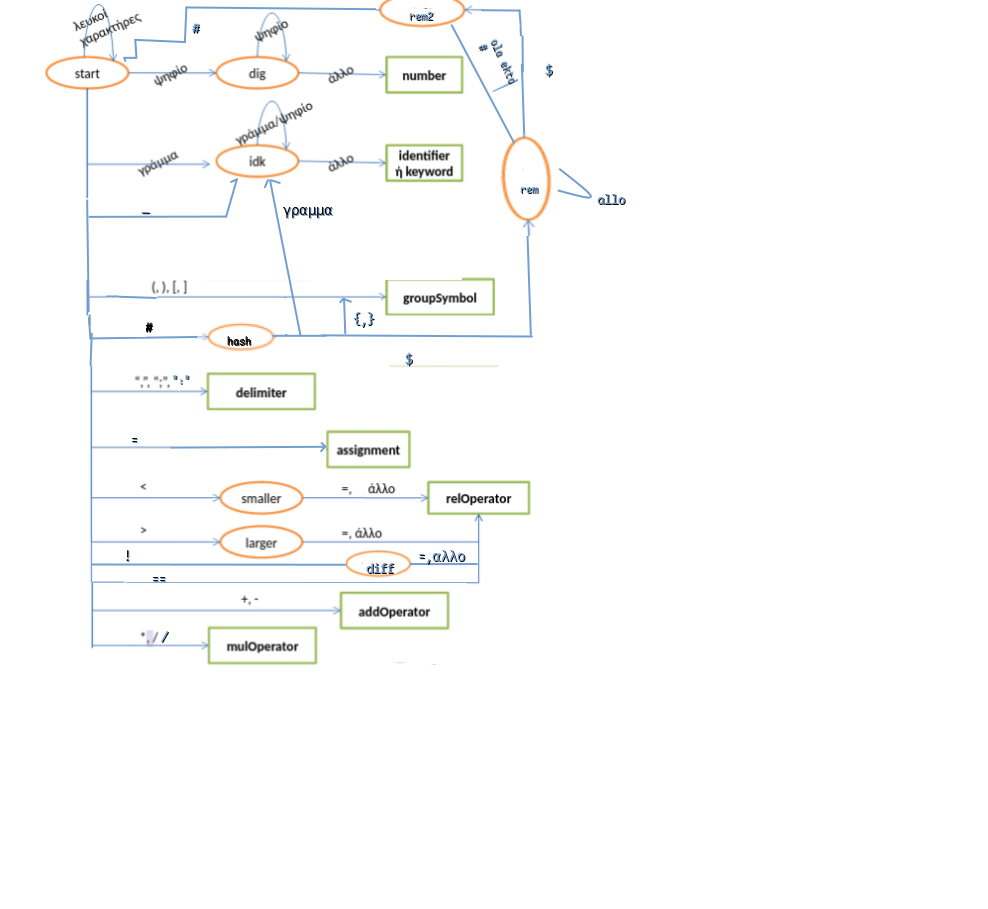 λευκοί
χαρακτήρες
#
ψηφίο
rem2
# ola ektd
$
start
ψηφίο
dig
άλλο
number
γράμμα/ψηφίο
γράμμα
idk
άλλο
identifier
ή keyword
rem
allo
_
γραμμα
(, ), [, ]
groupSymbol
{,}
#
hash
$
",", ";", ":"
delimiter
=
assignment
<
smaller
=, άλλο
relOperator
>
larger
=, άλλο
!
diff
=,αλλο
==
+, -
addOperator
*, / /
mulOperator